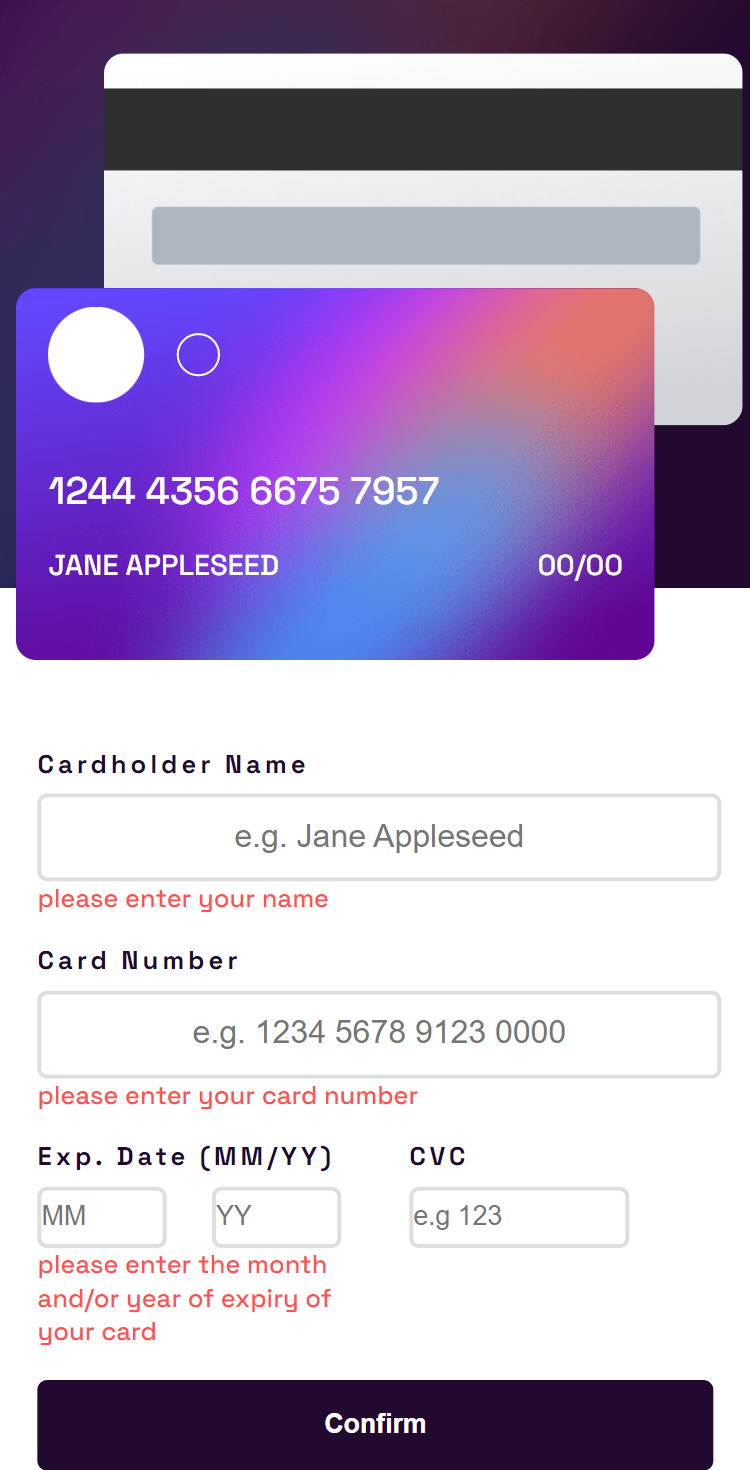 1244 4356 6675 7957
JANE APPLESEED 00/00
Cardholder Name
e.g. Jane Appleseed
please enter your name
Card Number
e.g. 1234 5678 9123 0000
please enter your card number
Exp. Date (MM/YY) CVC
MM YY e.g 123
please enter the month
and/or year of expiry of
your card
Confirm